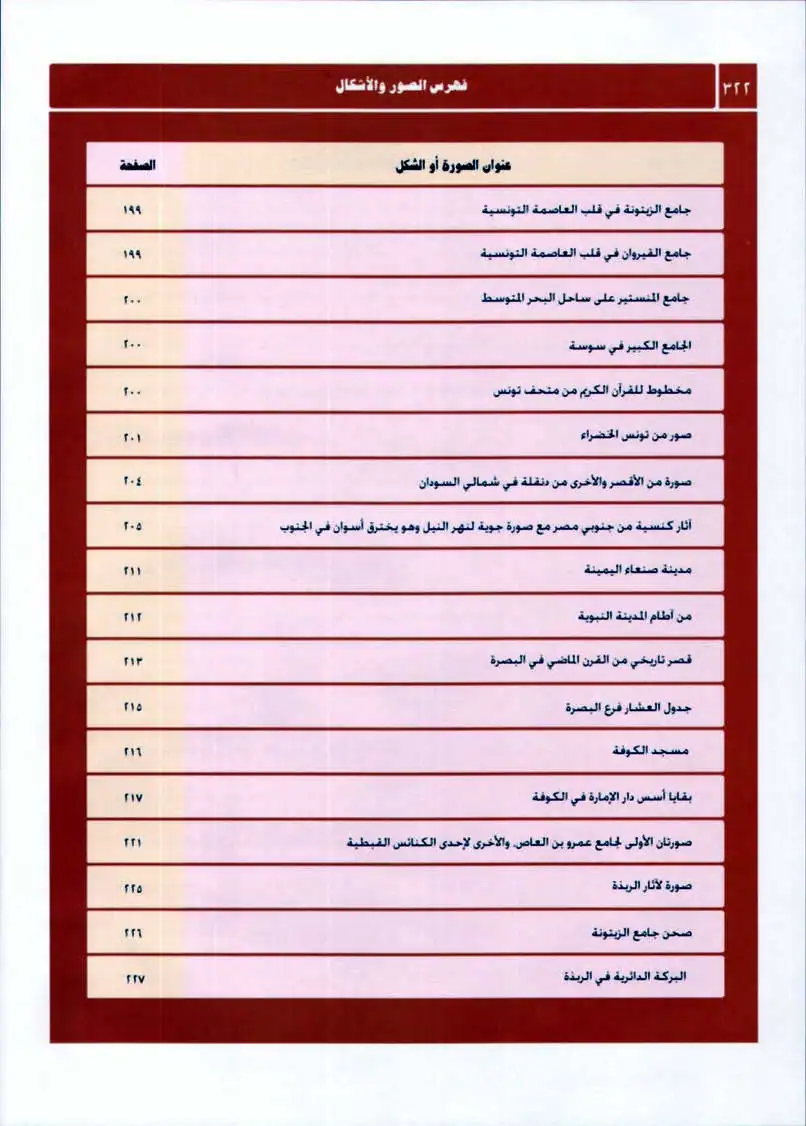 ٣٢٢
فهرس الصور والأشكال
عنوان الصورة أو الشكل الصفحة
جامع الزيتونة في قلب العاصمة التونسية ١٩٩
جامع القيروان في قلب العاصمة التونسية ١٩٩
جامع المنستير على ساحل البحر المتوسط ٢٠٠
الجامع الكبير في سوسة ٢٠٠
مخطوط للقرآن الكريم من متحف تونس ٢٠٠
صور من تونس الخضراء ٢٠١
صورة من الأقصر والأخرى من دنقلة في شمالي السودان ٢٠٤
آثار كنسية من جنوبي مصر مع صورة جوية لنهر النيل وهو يخترق أسوان في الجنوب ٢٠٥
مدينة صنعاء اليمينة ٢١١
من آطام المدينة النبوية ٢١٢
قصر تاريخي من القرن الماضي في البصرة ٢١٣
جدول العشار فرع البصرة ٢١٥
مسجد الكوفة ٢١٦
بقايا أسس دار الإمارة في الكوفة ٢١٧
صورتان الأولى لجامع عمرو بن العاص، والأخرى لإحدى الكنائس القبطية ٢٢١
صورة لآثار الربذة ٢٢٥
صحن جامع الزيتونة ٢٢٦
البركة الدائرية في الربذة ٢٢٧